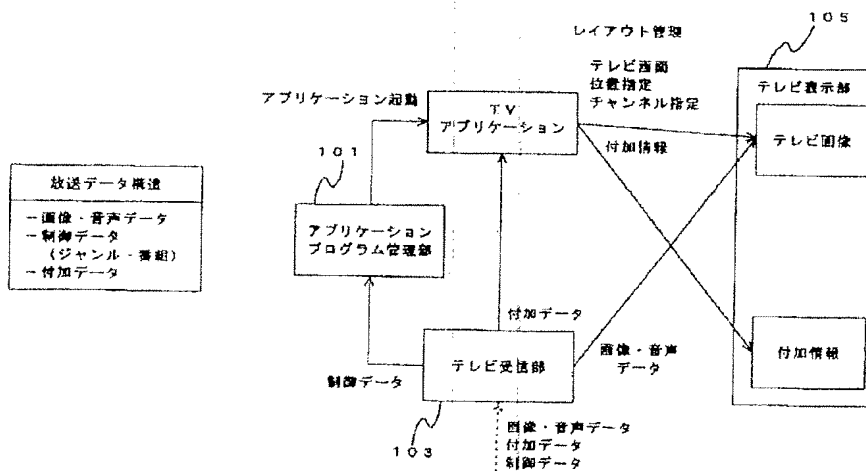 レイアウト管理
105
テレビ画面
位置指定
チャンネル指定
テレビ表示部
アプリケーション起動
TV
アプリケーション
テレビ画像
付加情報
101
放送データ構造
－画像・音声データ
－制御データ
（ジャンル・番組）
－付加データ
アプリケーション
プログラム管理部
付加データ
テレビ受信部
制御データ
画像・音声
データ
付加情報
103
画像・音声データ
付加データ
制御データ